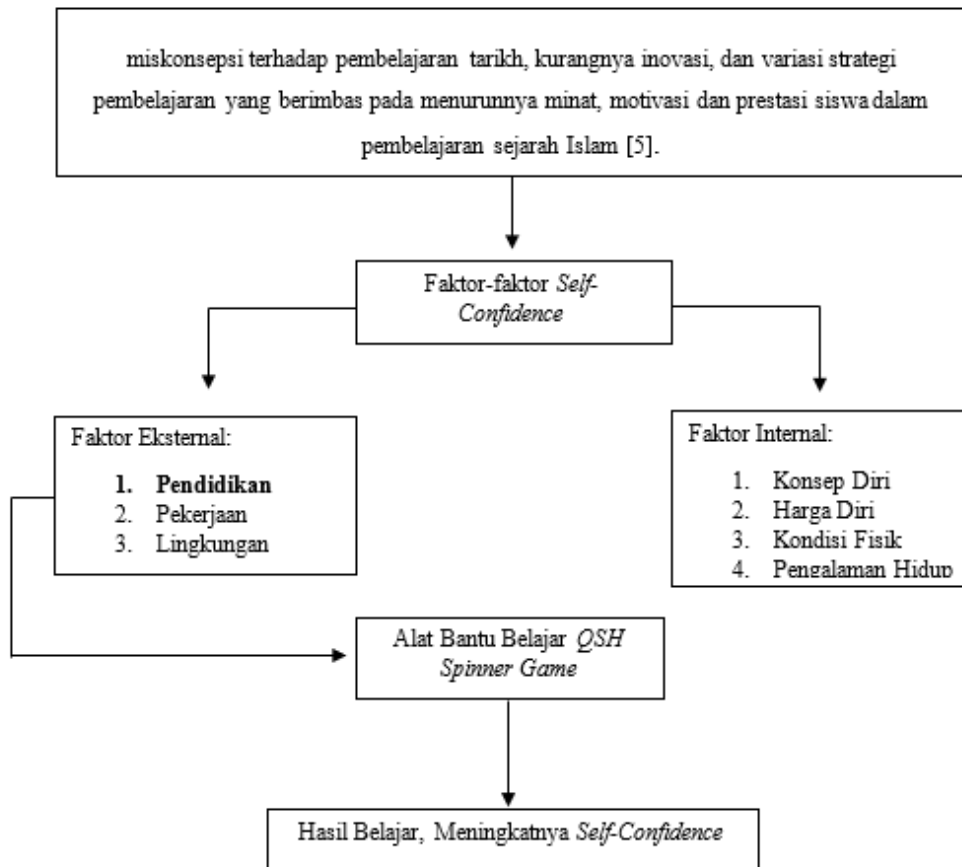 miskonsepsi terhadap pembelajaran tarikh, kurangnya inovasi, dan variasi strategi
pembelajaran yang berimbas pada menurunnya minat, motivasi dan prestasi siswa dalam
pembelajaran sejarah Islam [5].
Faktor-faktor Self-
Confidence
Faktor Eksternal:
1. Pendidikan
2. Pekerjaan
3. Lingkungan
Faktor Internal:
1. Konsep Diri
2. Harga Diri
3. Kondisi Fisik
4. Pengalaman Hidup
Alat Bantu Belajar QSH
Spinner Game
Hasil Belajar, Meningkatnya Self-Confidence